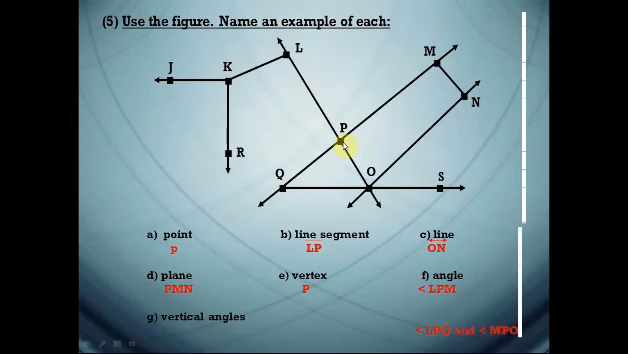 (5) Use the figure. Name an example of each:
L
M
J
K
N
P
R
Q
O
S
a) point
b) line segment
c) line
p
LP
ON
d) plane
e) vertex
f) angle
PMN
P
< LPM
g) vertical angles
< LPQ and < MPO